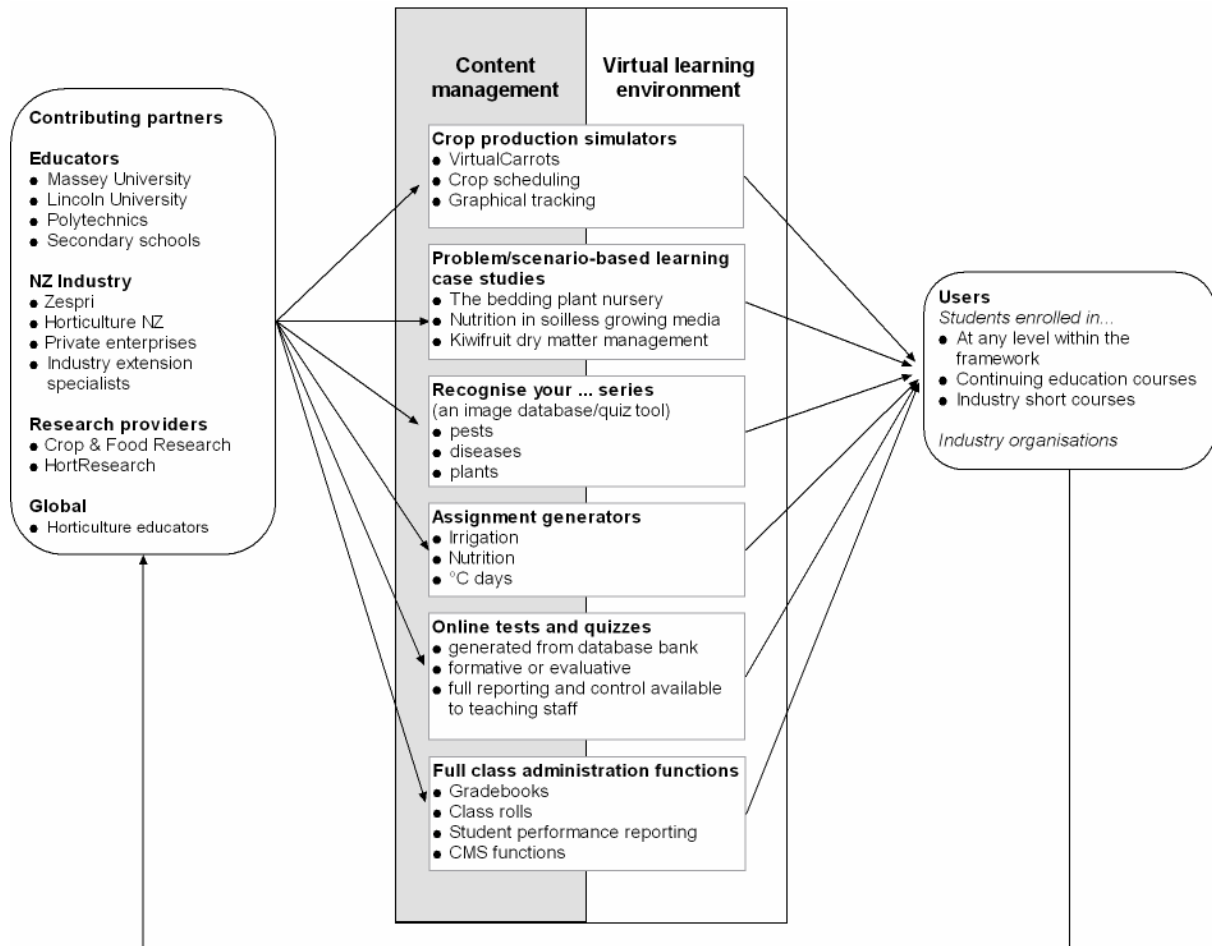 Contributing partners
Educators
● Massey University
● Lincoln University
● Polytechnics
● Secondary schools
NZ Industry
● Zespri
● Horticulture NZ
● Private enterprises
● Industry extension
specialists
Research providers
● Crop & Food Research
● HortResearch
Global
● Horticulture educators
Content
management
Virtual learning
environment
Crop production simulators
● VirtualCarrots
● Crop scheduling
● Graphical tracking
Problem/scenario-based learning
case studies
● The bedding plant nursery
● Nutrition in soilless growing media
● Kiwifruit dry matter management
Recognise your ... series
(an image database/quiz tool)
● pests
● diseases
● plants
Assignment generators
● Irrigation
● Nutrition
● °C days
Online tests and quizzes
● generated from database bank
● formative or evaluative
● full reporting and control available
to teaching staff
Full class administration functions
● Gradebooks
● Class rolls
● Student performance reporting
● CMS functions
Users
Students enrolled in...
● At any level within the
framework
● Continuing education courses
● Industry short courses
Industry organisations